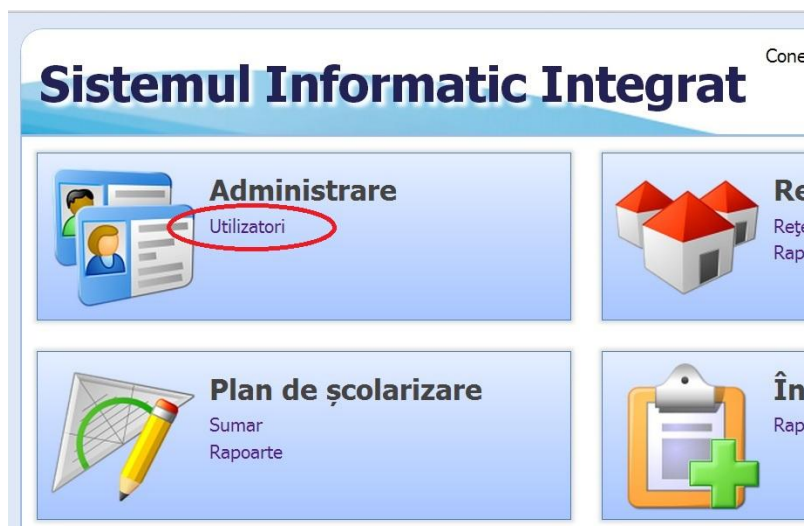 Sistemul Informatic Integrat
Administrare
Utilizatori
Plan de școlarizare
Sumar
Rapoarte